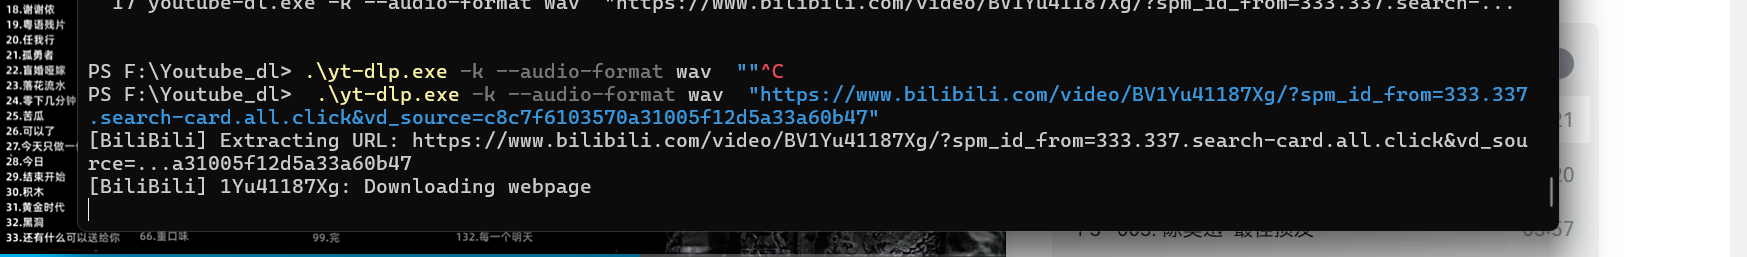 17 youtube-dl.exe -k --audio-format wav  "https://www.bilibili.com/video/BV1Yu41187Xg/?spm_id_from=333.337.search-...
18.谢谢侬
19.粤语残片
20.任我行
21.孤勇者
22.盲婚哑嫁
23.落花流水
24.零下几分钟
25.苦瓜
26.可以了
27.今天只做一
28.今日
29.结束开始
30.积木
31.黄金时代
32.黑洞
33.还有什么可以送给你
66.重口味
99.完
132.每一个明天
PS F:\Youtube_dl> .\yt-dlp.exe -k --audio-format wav  ""^C
PS F:\Youtube_dl>  .\yt-dlp.exe -k --audio-format wav  "https://www.bilibili.com/video/BV1Yu41187Xg/?spm_id_from=333.337
.search-card.all.click&vd_source=c8c7f6103570a31005f12d5a33a60b47"
[BiliBili] Extracting URL: https://www.bilibili.com/video/BV1Yu41187Xg/?spm_id_from=333.337.search-card.all.click&vd_sou
rce=...a31005f12d5a33a60b47
[BiliBili] 1Yu41187Xg: Downloading webpage
21
20
03:57